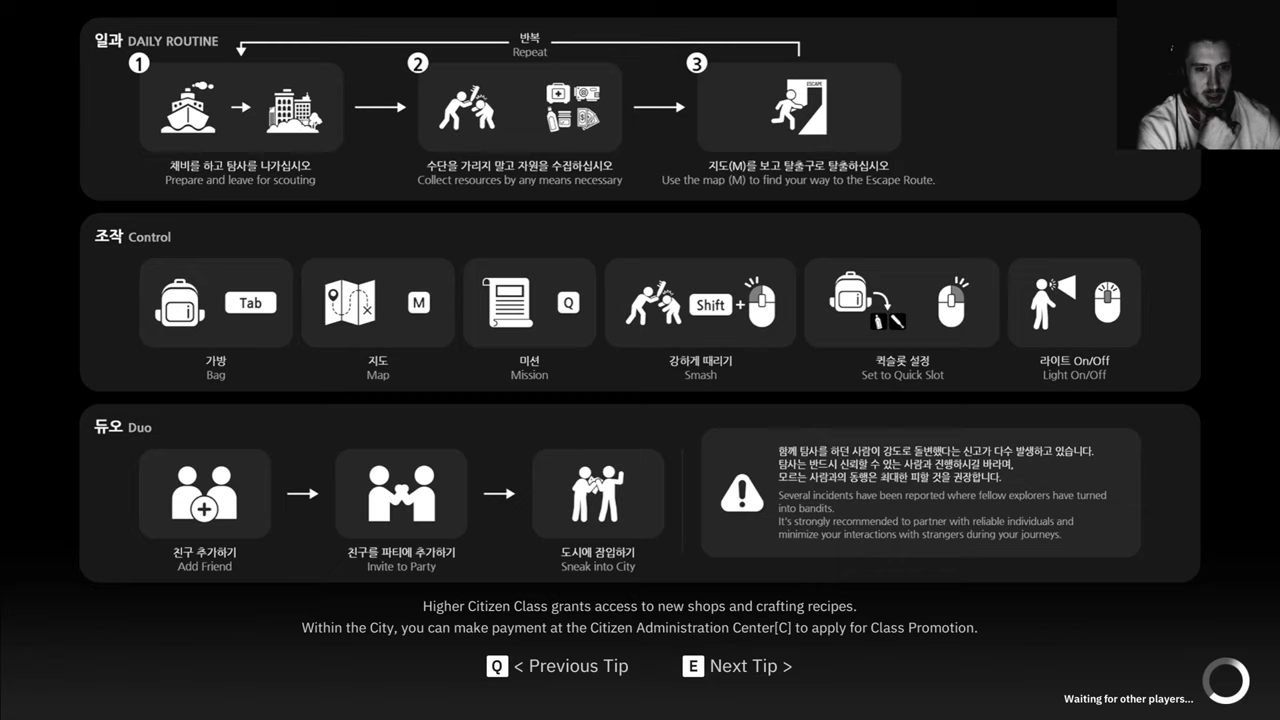 일과 DAILY ROUTINE
반복
Repeat
1
2
3
ESCAPE
체비를 하고 탐사를 나가십시오
Prepare and leave for scouting
수단을 가리지 말고 자원을 수집하십시오
Collect resources by any means necessary
지도(M)를 보고 탈출구로 탈출하십시오
Use the map (M) to find your way to the Escape Route.
조작 Control
Tab
M
Q
Shift +
가방
Bag
지도
Map
미션
Mission
강하게 때리기
Smash
퀵슬롯 설정
Set to Quick Slot
라이트 On/Off
Light On/Off
듀오 Duo
친구 추가하기
Add Friend
친구를 파티에 추가하기
Invite to Party
도시에 잠입하기
Sneak into City
함께 탐사를 하던 사람이 강도로 돌변했다는 신고가 다수 발생하고 있습니다.
탐사는 반드시 신뢰할 수 있는 사람과 진행하시길 바라며,
모르는 사람과의 동행은 최대한 피할 것을 권장합니다.
Several incidents have been reported where fellow explorers have turned
into bandits.
It's strongly recommended to partner with reliable individuals and
minimize your interactions with strangers during your journeys.
Higher Citizen Class grants access to new shops and crafting recipes.
Within the City, you can make payment at the Citizen Administration Center[C] to apply for Class Promotion.
Q < Previous Tip
E Next Tip >
Waiting for other players...